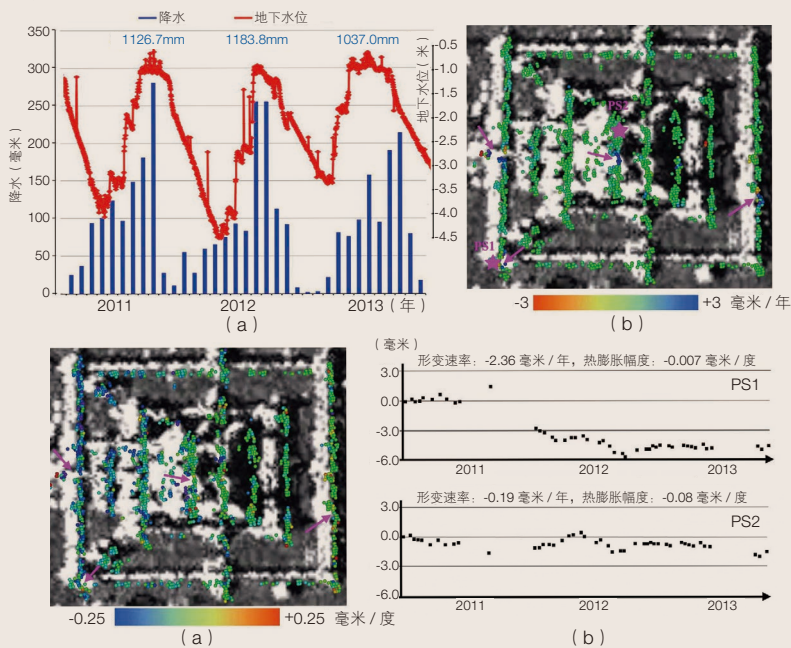 降水 地下水位
350
300
250
200
150
100
50
0
降水（毫米）
1126.7mm 1183.8mm 1037.0mm
地下水位（米）
-0.5
-1.0
-1.5
-2.0
-2.5
-3.0
-3.5
-4.0
-4.5
2011 2012 2013（年）
（a）
PS2
PS1
-3 +3 毫米 / 年
（b）
-0.25 +0.25 毫米 / 度
（a）
（毫米）
形变速率：-2.36 毫米 / 年，热膨胀幅度：-0.007 毫米 / 度
3.0
PS1
0.0
-3.0
-6.0
2011 2012 2013
形变速率：-0.19 毫米 / 年，热膨胀幅度：-0.08 毫米 / 度
3.0
PS2
0.0
-3.0
-6.0
2011 2012 2013
（b）